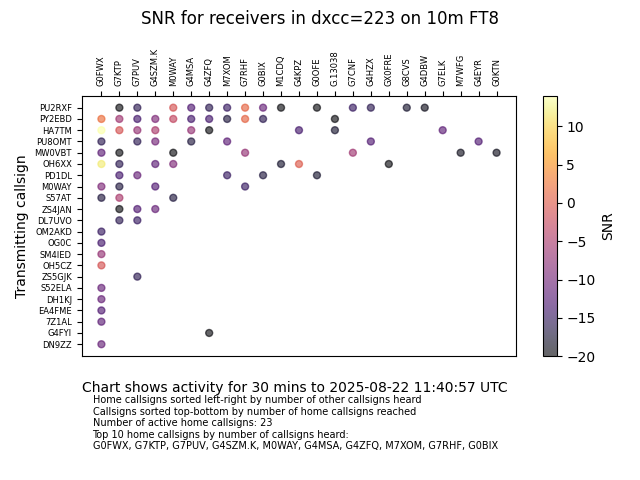 SNR for receivers in dxcc=223 on 10m FT8
G0FWX G7KTP G7PUV G4SZM.K M0WAY G4MSA G4ZFQ M7XOM G7RHF G0BIX M1CDQ G4KPZ G0OFE G.13038 G7CNF G4HZX GX0FRE G8CVS G4DBW G7ELK M7WFG G4EYR G0KTN
Transmitting callsign
PU2RXF
PY2EBD
HA7TM
PU8OMT
MW0VBT
OH6XX
PD1DL
M0WAY
S57AT
ZS4JAN
DL7UVO
OM2AKD
OG0C
SM4IED
OH5CZ
ZS5GJK
S52ELA
DH1KJ
EA4FME
7Z1AL
G4FYI
DN9ZZ
10
5
0
−5
−10
−15
−20
SNR
Chart shows activity for 30 mins to 2025-08-22 11:40:57 UTC
Home callsigns sorted left-right by number of other callsigns heard
Callsigns sorted top-bottom by number of home callsigns reached
Number of active home callsigns: 23
Top 10 home callsigns by number of callsigns heard:
G0FWX, G7KTP, G7PUV, G4SZM.K, M0WAY, G4MSA, G4ZFQ, M7XOM, G7RHF, G0BIX